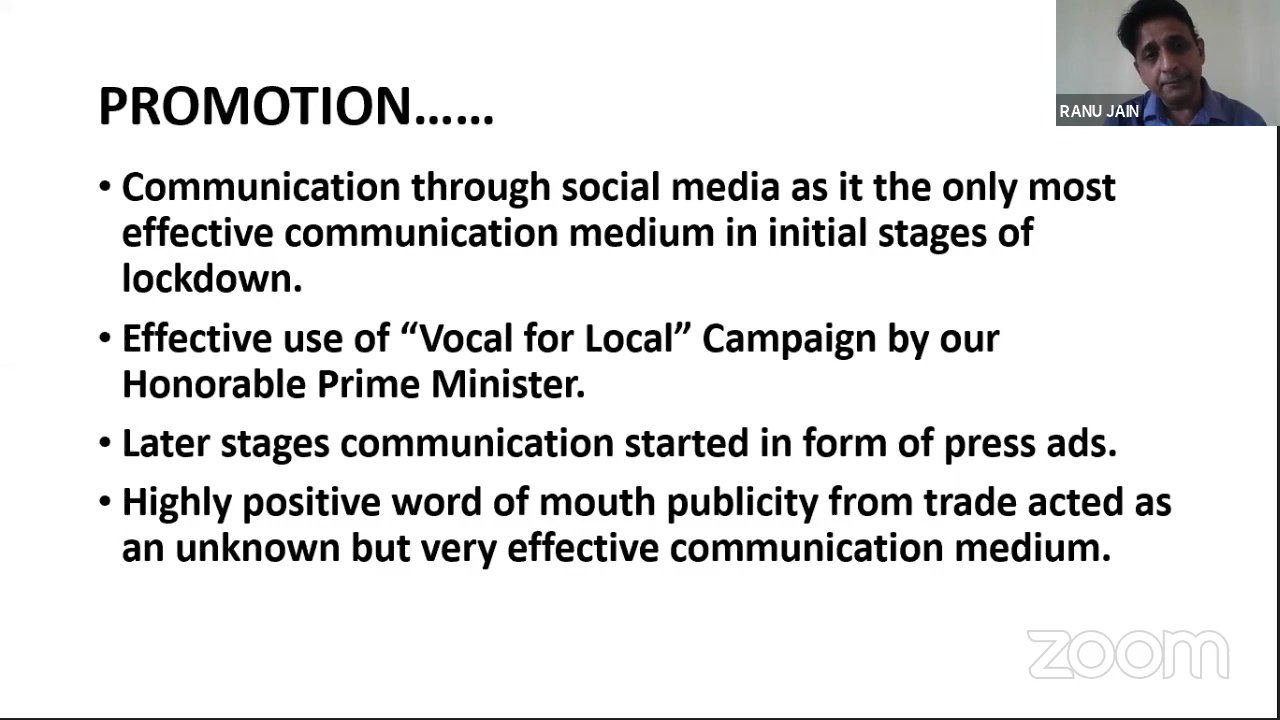 RANU JAIN
PROMOTION……
• Communication through social media as it the only most
effective communication medium in initial stages of
lockdown.
• Effective use of “Vocal for Local” Campaign by our
Honorable Prime Minister.
• Later stages communication started in form of press ads.
• Highly positive word of mouth publicity from trade acted as
an unknown but very effective communication medium.
zoom